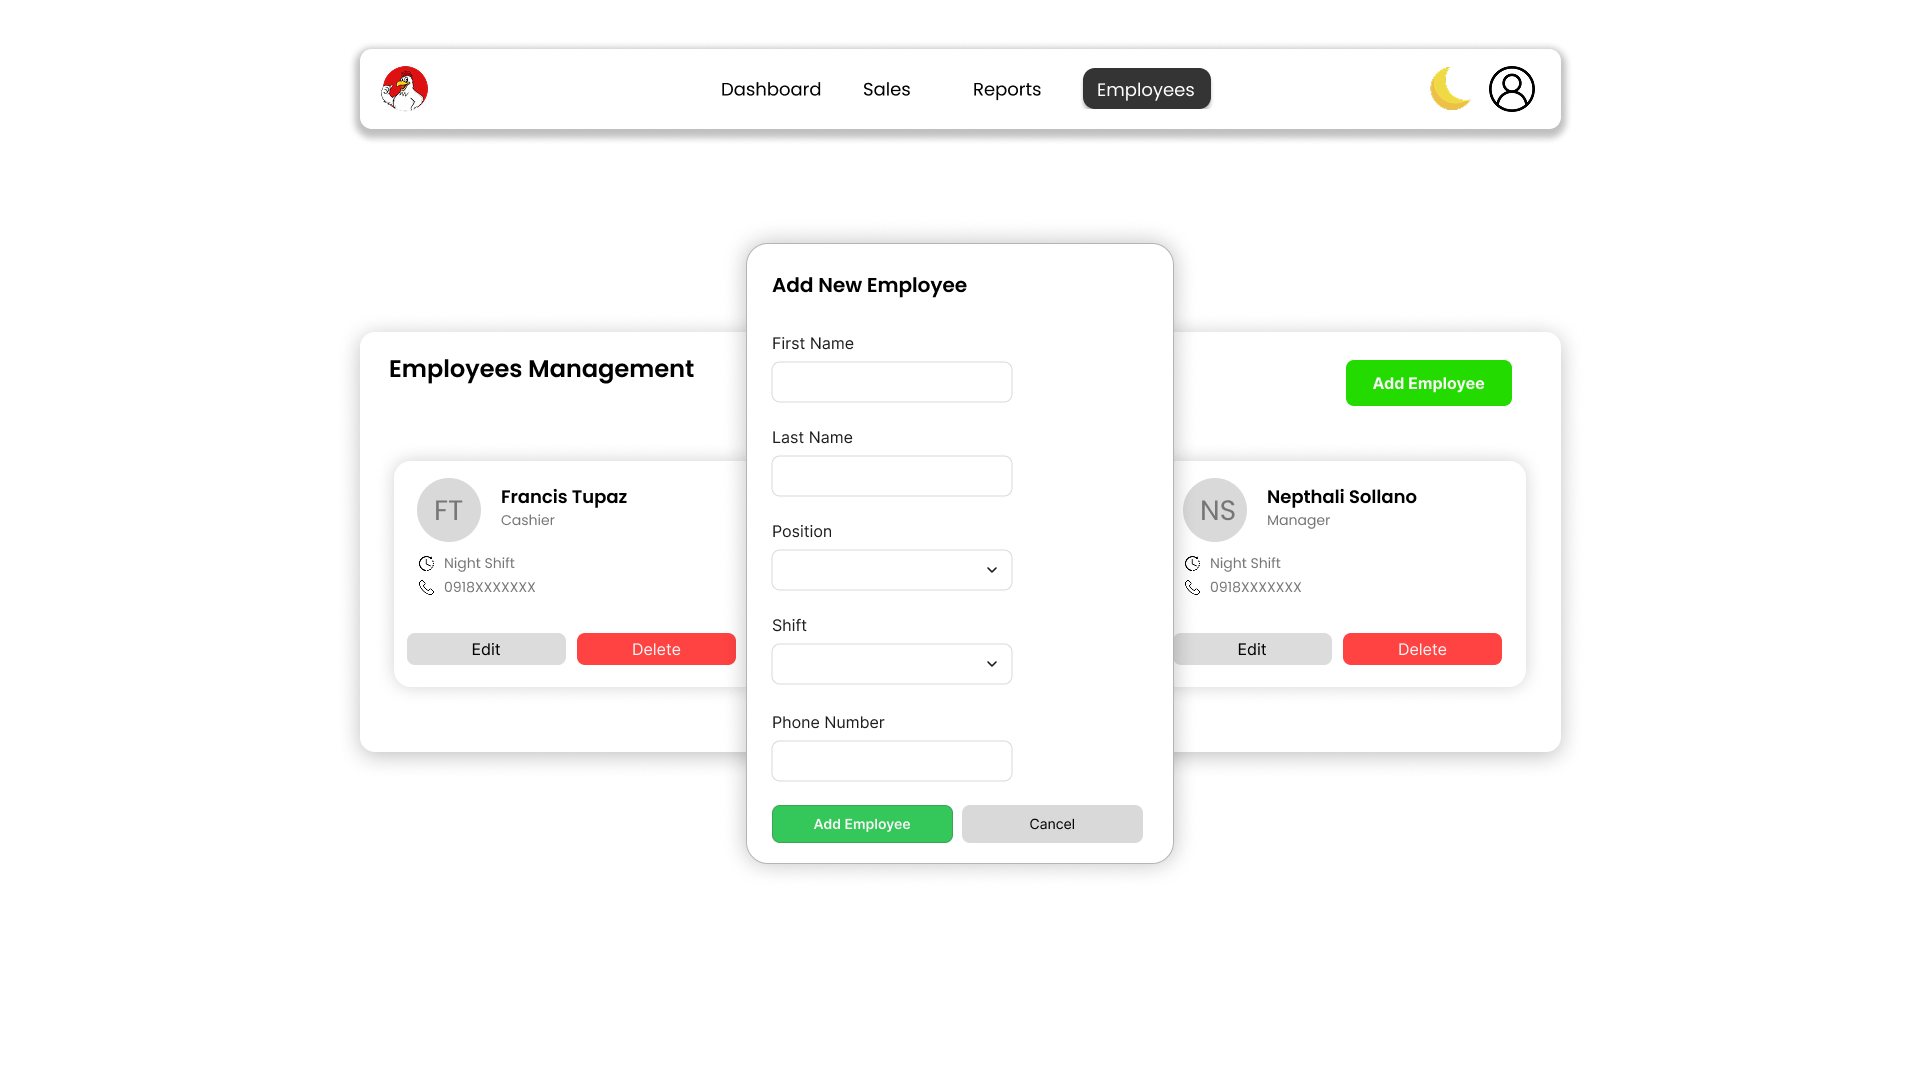 Dashboard
Sales
Reports
Employees
Add New Employee
First Name
Last Name
Position
Shift
Phone Number
Add Employee
Cancel
Employees Management
Add Employee
FT
Francis Tupaz
Cashier
Night Shift
0918XXXXXXX
Edit
Delete
NS
Nepthali Sollano
Manager
Night Shift
0918XXXXXXX
Edit
Delete